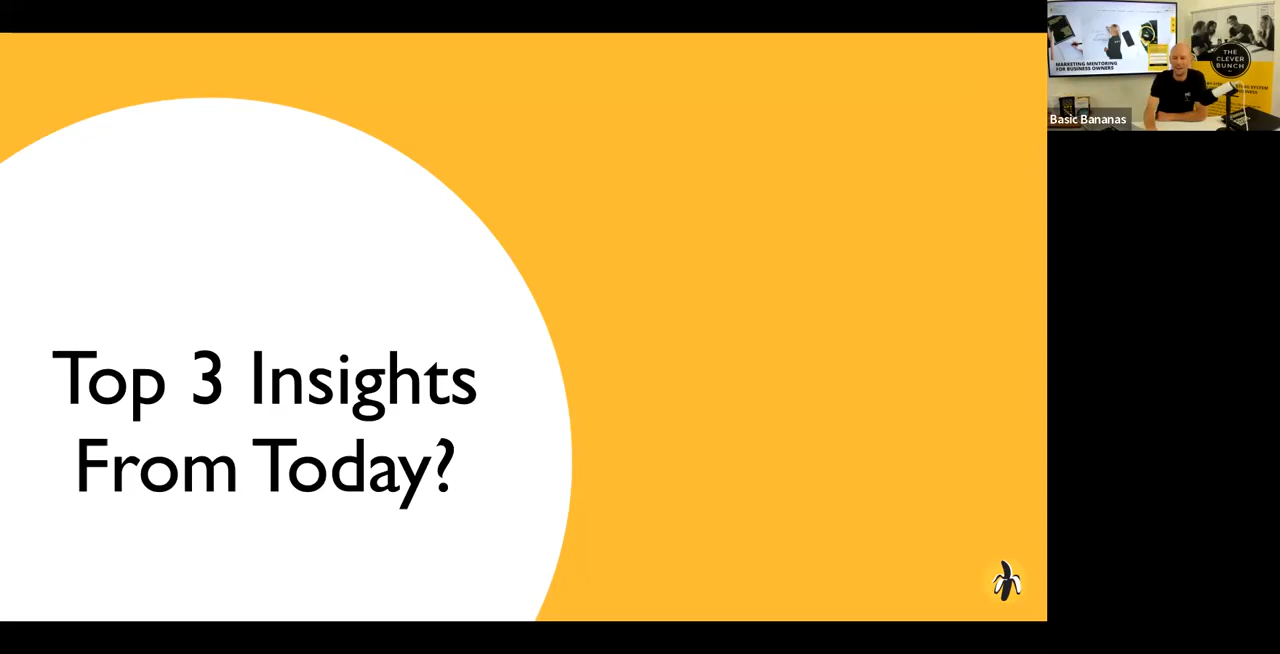 Top 3 Insights
From Today?
MARKETING MENTORING
FOR BUSINESS OWNERS
THE
CLEVER
BUNCH
Basic Bananas